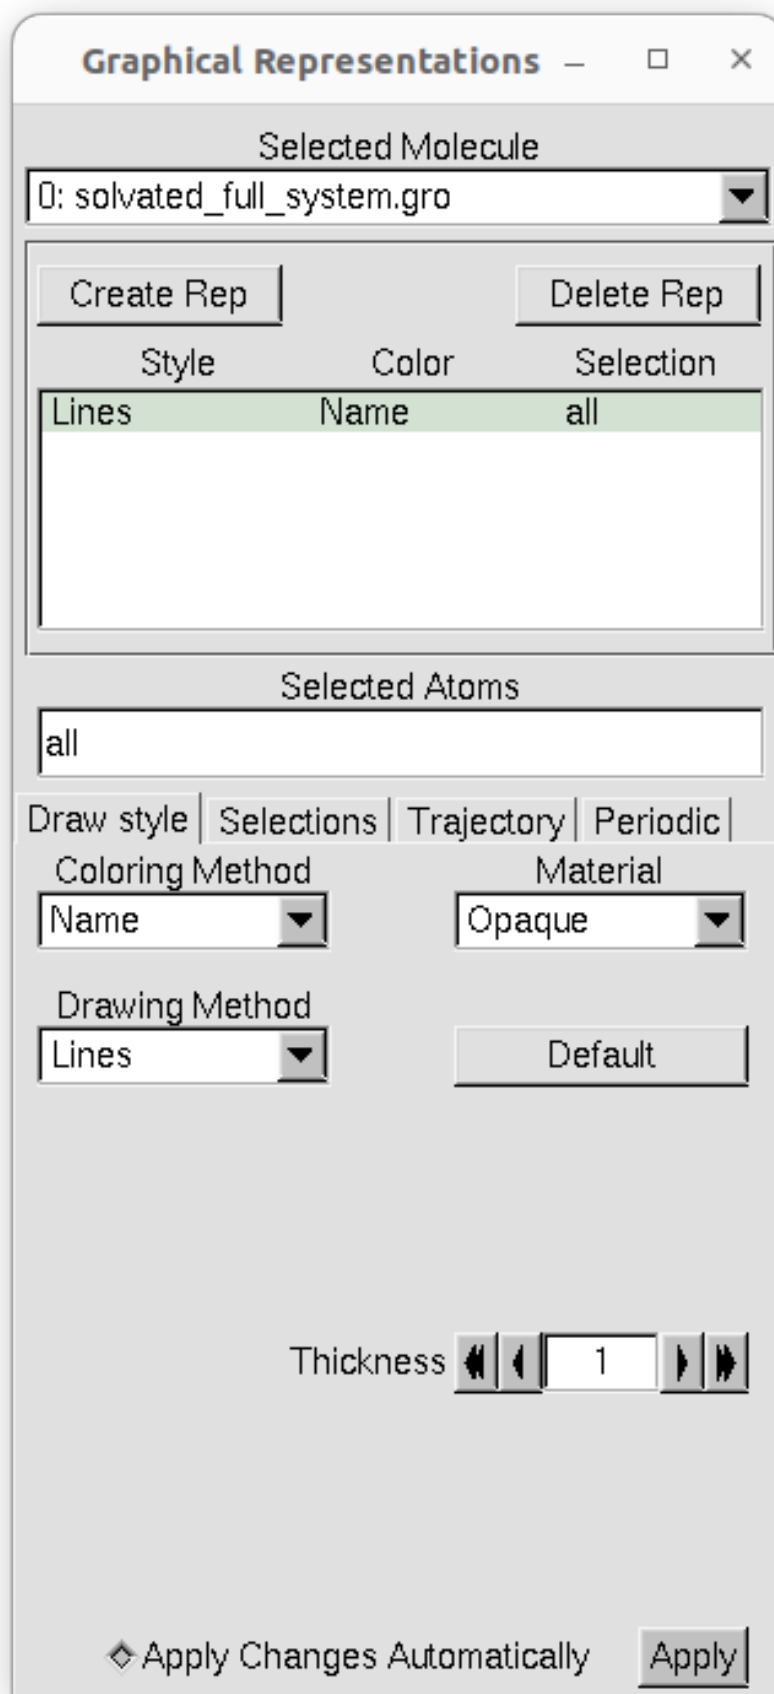 Graphical Representations
Selected Molecule
0: solvated_full_system.gro
Create Rep Delete Rep
Style Color Selection
Lines Name all
Selected Atoms
all
Draw style Selections Trajectory Periodic
Coloring Method Material
Name Opaque
Drawing Method
Lines Default
Thickness 1
Apply Changes Automatically Apply